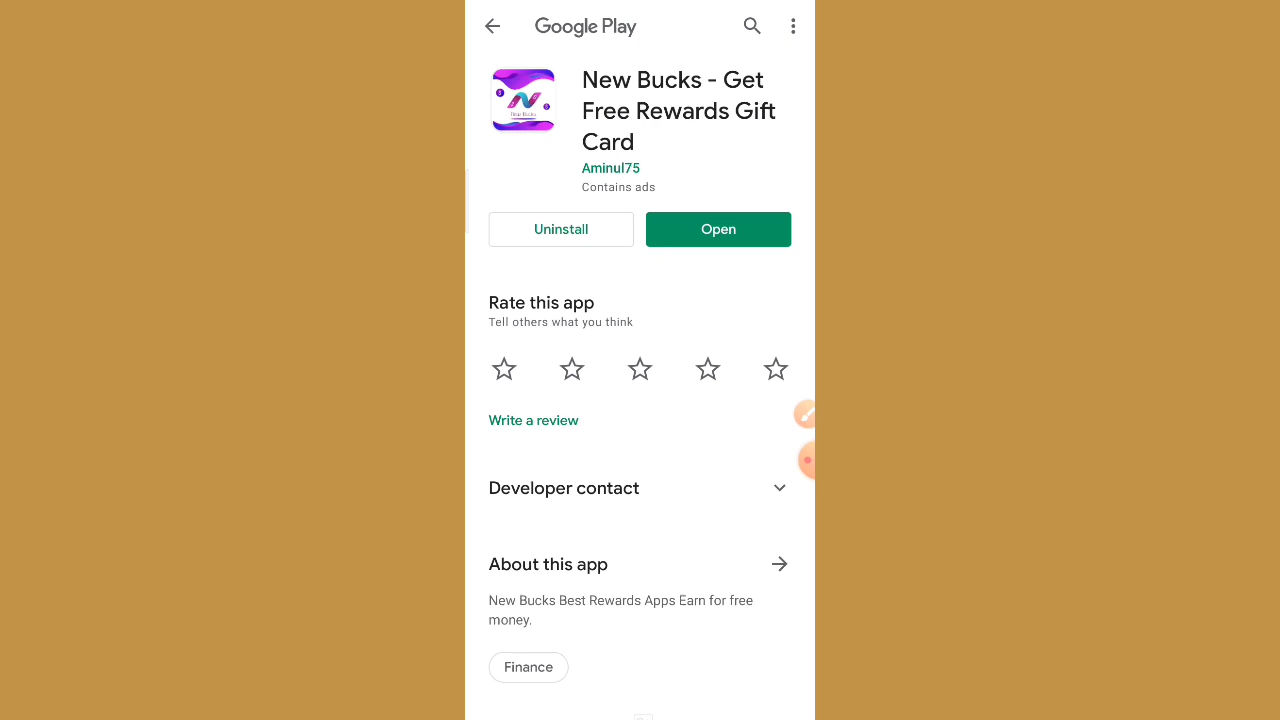 Google Play
New Bucks - Get
Free Rewards Gift
Card
Aminul75
Contains ads
Uninstall
Open
Rate this app
Tell others what you think
Write a review
Developer contact
About this app
New Bucks Best Rewards Apps Earn for free
money.
Finance